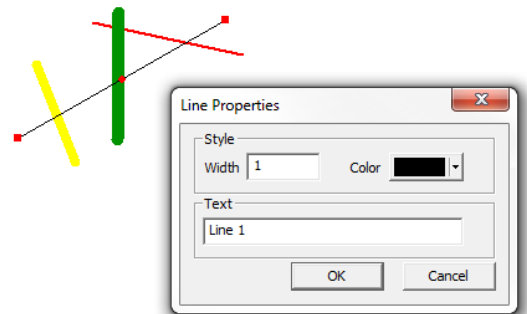 Line Properties
Style
Width 1 Color
Text
Line 1
OK Cancel